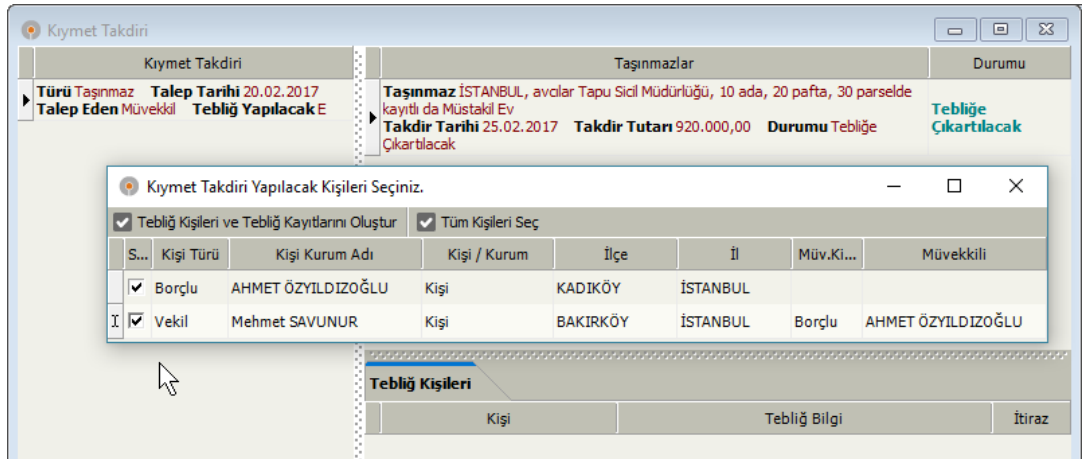 Kıymet Takdiri
Kıymet Takdiri
Türü Taşınmaz Talep Tarihi 20.02.2017
Talep Eden Müvekkil Tebliğ Yapılacak E
Taşınmazlar Durumu
Taşınmaz İSTANBUL, avcılar Tapu Sicil Müdürlüğü, 10 ada, 20 pafta, 30 parselde
kayıtlı da Müstakil Ev
Takdir Tarihi 25.02.2017 Takdir Tutarı 920.000,00 Durumu Tebliğe
Çıkartılacak
Tebliğe
Çıkartılacak
Kıymet Takdiri Yapılacak Kişileri Seçiniz.
Tebliğ Kişileri ve Tebliğ Kayıtlarını Oluştur Tüm Kişileri Seç
S... Kişi Türü Kişi Kurum Adı Kişi / Kurum İlçe İl Müv.Ki... Müvekkili
Borçlu AHMET ÖZYILDIZOĞLU Kişi KADIKÖY İSTANBUL
Vekil Mehmet SAVUNUR Kişi BAKIRKÖY İSTANBUL Borçlu AHMET ÖZYILDIZOĞLU
Tebliğ Kişileri
Kişi Tebliğ Bilgi İtiraz